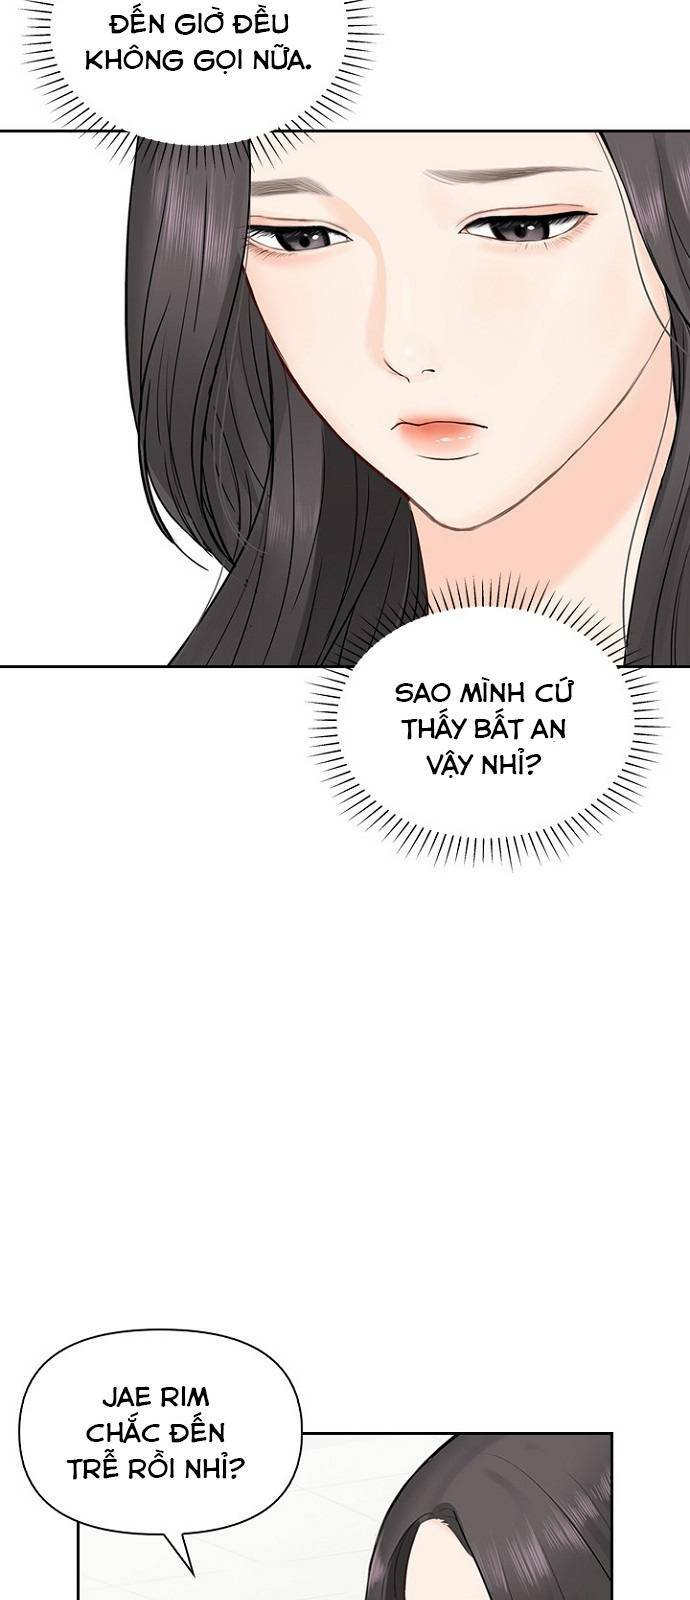 ĐẾN GIỜ ĐỀU
KHÔNG GỌI NỮA.
SAO MÌNH CỨ
THẤY BẤT AN
VẬY NHỈ?
JAE RIM
CHẮC ĐẾN
TRỄ RỒI NHỈ?